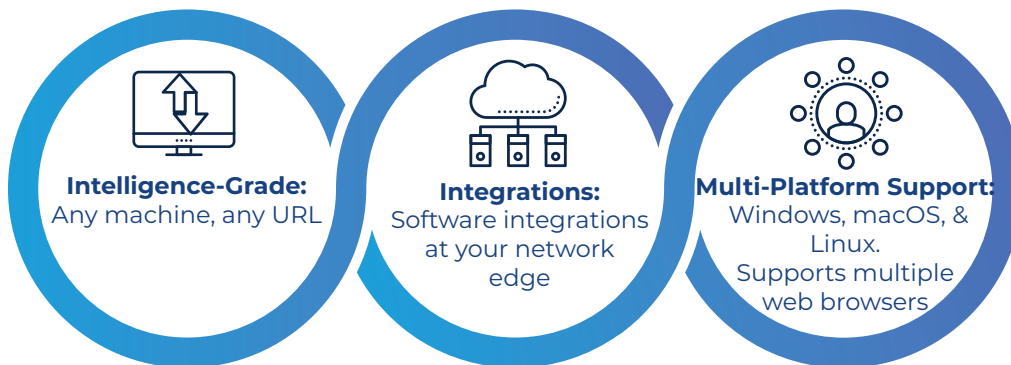 Intelligence-Grade:
Any machine, any URL
Integrations:
Software integrations
at your network
edge
Multi-Platform Support:
Windows, macOS, &
Linux.
Supports multiple
web browsers